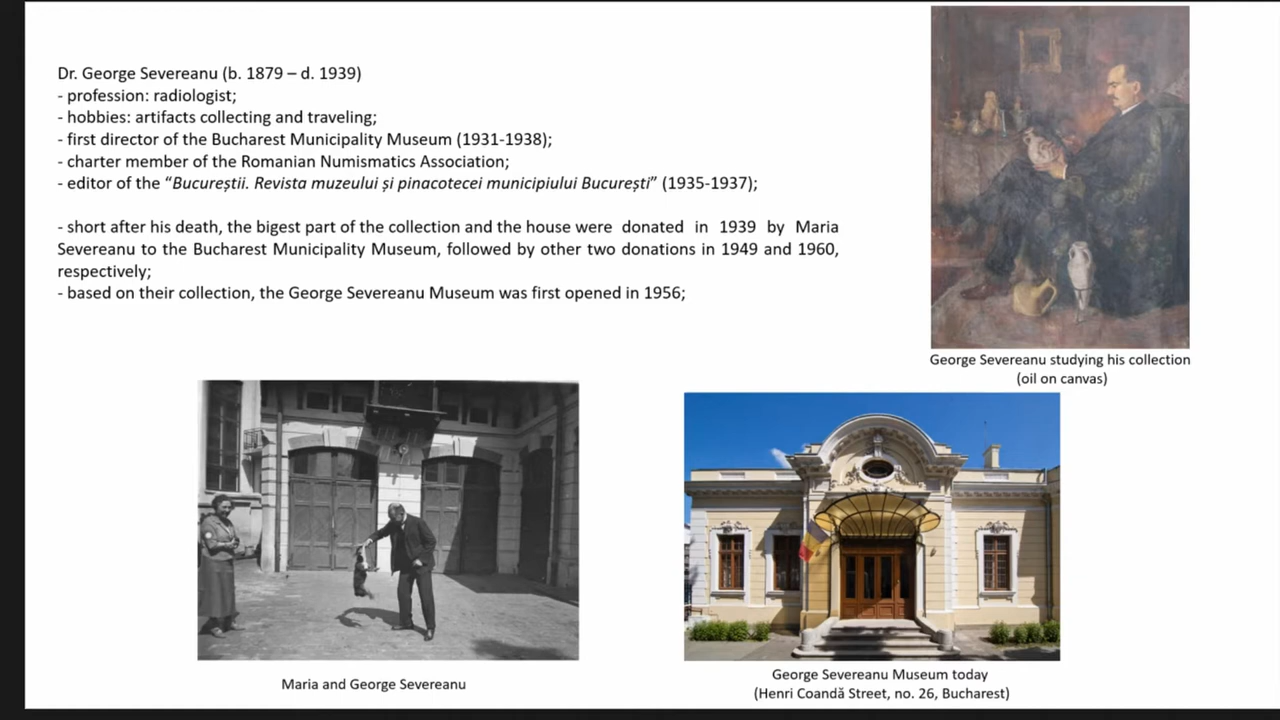 Dr. George Severeanu (b. 1879 – d. 1939)
- profession: radiologist;
- hobbies: artifacts collecting and traveling;
- first director of the Bucharest Municipality Museum (1931-1938);
- charter member of the Romanian Numismatics Association;
- editor of the “Bucureștii. Revista muzeului și pinacotecei municipiului București” (1935-1937);
- short after his death, the bigest part of the collection and the house were donated in 1939 by Maria
Severeanu to the Bucharest Municipality Museum, followed by other two donations in 1949 and 1960,
respectively;
- based on their collection, the George Severeanu Museum was first opened in 1956;
George Severeanu studying his collection
(oil on canvas)
Maria and George Severeanu
George Severeanu Museum today
(Henri Coandă Street, no. 26, Bucharest)